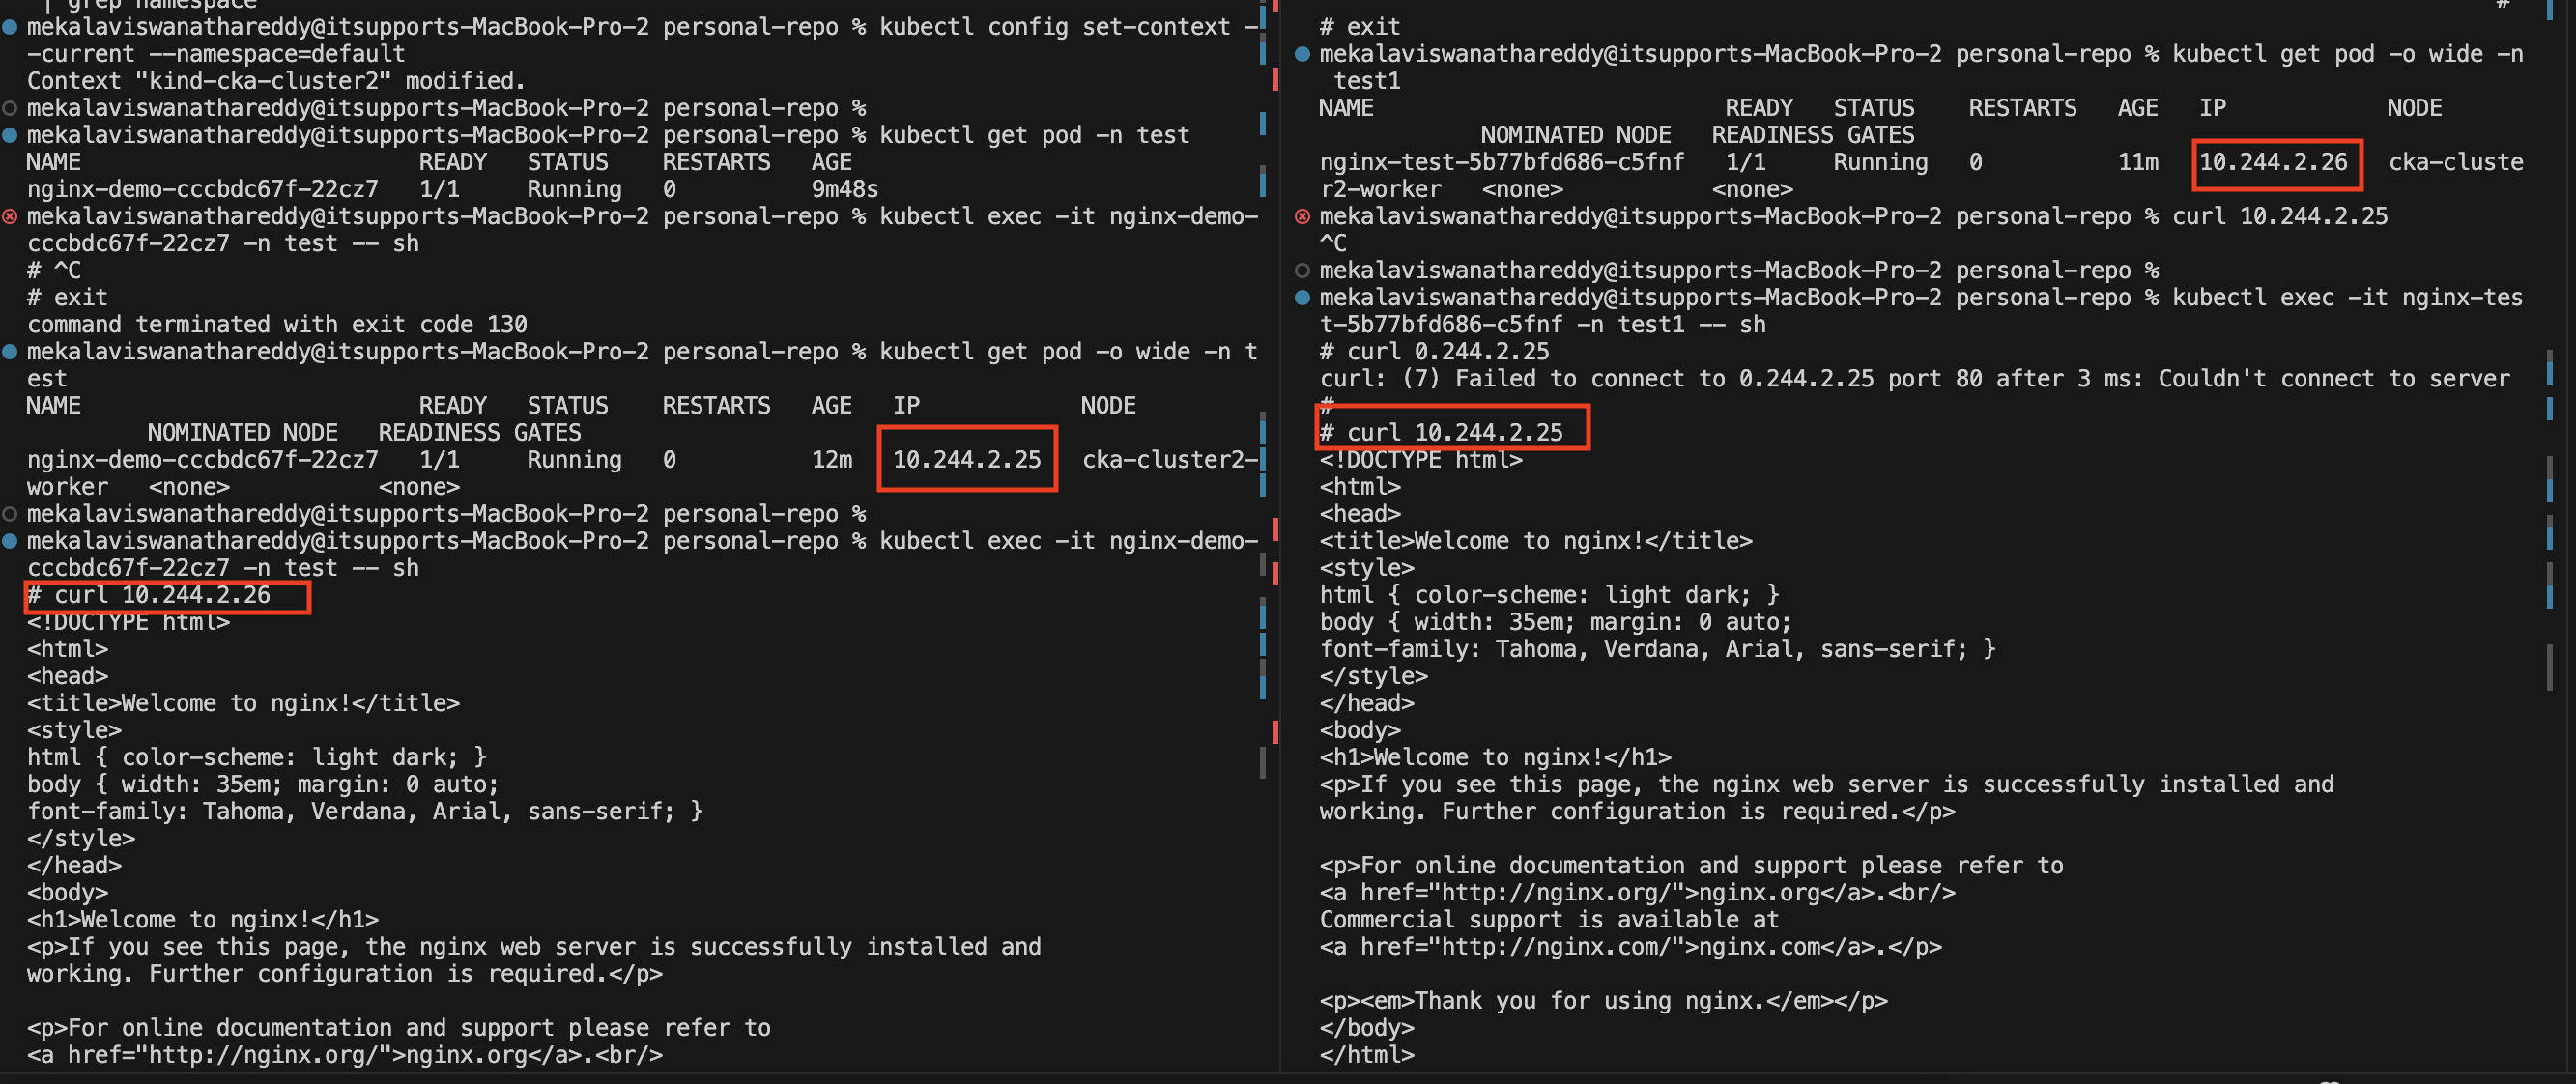 | grep namespace
mekalaviswanathareddy@itsupports-MacBook-Pro-2 personal-repo % kubectl config set-context -
-current --namespace=default
Context "kind-cka-cluster2" modified.
mekalaviswanathareddy@itsupports-MacBook-Pro-2 personal-repo %
mekalaviswanathareddy@itsupports-MacBook-Pro-2 personal-repo % kubectl get pod -n test
NAME READY STATUS RESTARTS AGE
nginx-demo-cccbdc67f-22cz7 1/1 Running 0 9m48s
mekalaviswanathareddy@itsupports-MacBook-Pro-2 personal-repo % kubectl exec -it nginx-demo-
cccbdc67f-22cz7 -n test -- sh
# ^C
# exit
command terminated with exit code 130
mekalaviswanathareddy@itsupports-MacBook-Pro-2 personal-repo % kubectl get pod -o wide -n t
est
NAME READY STATUS RESTARTS AGE IP NODE
NOMINATED NODE READINESS GATES
nginx-demo-cccbdc67f-22cz7 1/1 Running 0 12m 10.244.2.25 cka-cluster2-
worker <none> <none>
mekalaviswanathareddy@itsupports-MacBook-Pro-2 personal-repo %
mekalaviswanathareddy@itsupports-MacBook-Pro-2 personal-repo % kubectl exec -it nginx-demo-
cccbdc67f-22cz7 -n test -- sh
# curl 10.244.2.26
<!DOCTYPE html>
<html>
<head>
<title>Welcome to nginx!</title>
<style>
html { color-scheme: light dark; }
body { width: 35em; margin: 0 auto;
font-family: Tahoma, Verdana, Arial, sans-serif; }
</style>
</head>
<body>
<h1>Welcome to nginx!</h1>
<p>If you see this page, the nginx web server is successfully installed and
working. Further configuration is required.</p>

<p>For online documentation and support please refer to
<a href="http://nginx.org/">nginx.org</a>.<br/>
#
# exit
mekalaviswanathareddy@itsupports-MacBook-Pro-2 personal-repo % kubectl get pod -o wide -n
test1
NAME READY STATUS RESTARTS AGE IP NODE
NOMINATED NODE READINESS GATES
nginx-test-5b77bfd686-c5fnf 1/1 Running 0 11m 10.244.2.26 cka-cluste
r2-worker <none> <none>
mekalaviswanathareddy@itsupports-MacBook-Pro-2 personal-repo % curl 10.244.2.25
^C
mekalaviswanathareddy@itsupports-MacBook-Pro-2 personal-repo %
mekalaviswanathareddy@itsupports-MacBook-Pro-2 personal-repo % kubectl exec -it nginx-tes
t-5b77bfd686-c5fnf -n test1 -- sh
# curl 0.244.2.25
curl: (7) Failed to connect to 0.244.2.25 port 80 after 3 ms: Couldn't connect to server
#
# curl 10.244.2.25
<!DOCTYPE html>
<html>
<head>
<title>Welcome to nginx!</title>
<style>
html { color-scheme: light dark; }
body { width: 35em; margin: 0 auto;
font-family: Tahoma, Verdana, Arial, sans-serif; }
</style>
</head>
<body>
<h1>Welcome to nginx!</h1>
<p>If you see this page, the nginx web server is successfully installed and
working. Further configuration is required.</p>

<p>For online documentation and support please refer to
<a href="http://nginx.org/">nginx.org</a>.<br/>
Commercial support is available at
<a href="http://nginx.com/">nginx.com</a>.</p>

<p><em>Thank you for using nginx.</em></p>
</body>
</html>